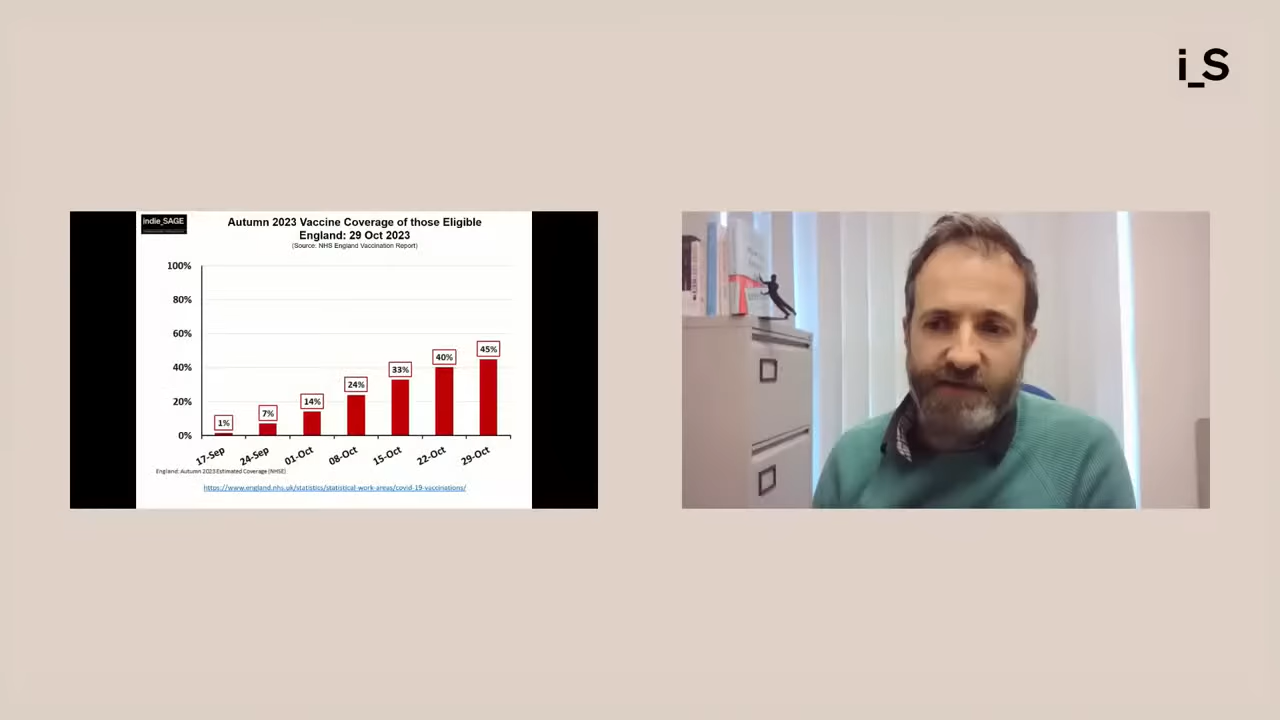 i_S
indie_SAGE
Autumn 2023 Vaccine Coverage of those Eligible
England: 29 Oct 2023
(Source: NHS England Vaccination Report)
100%
80%
60%
40%
20%
0%
1%
7%
14%
24%
33%
40%
45%
17-Sep
24-Sep
01-Oct
08-Oct
15-Oct
22-Oct
29-Oct
England: Autumn 2023 Estimated Coverage (NHSE)
https://www.england.nhs.uk/statistics/statistical-work-areas/covid-19-vaccinations/